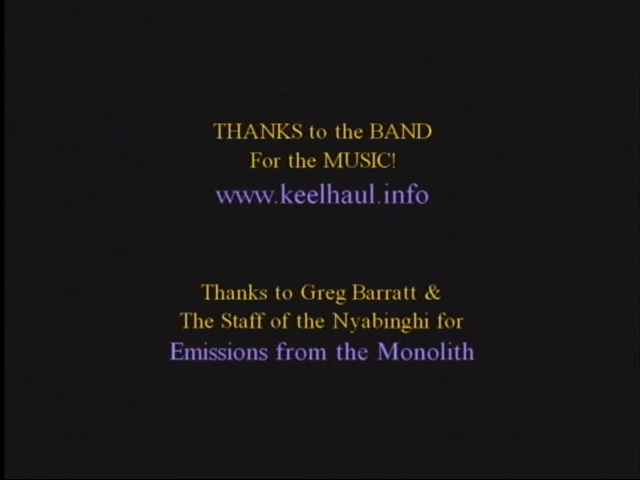 THANKS to the BAND
For the MUSIC!
www.keelhaul.info
Thanks to Greg Barratt &
The Staff of the Nyabinghi for
Emissions from the Monolith